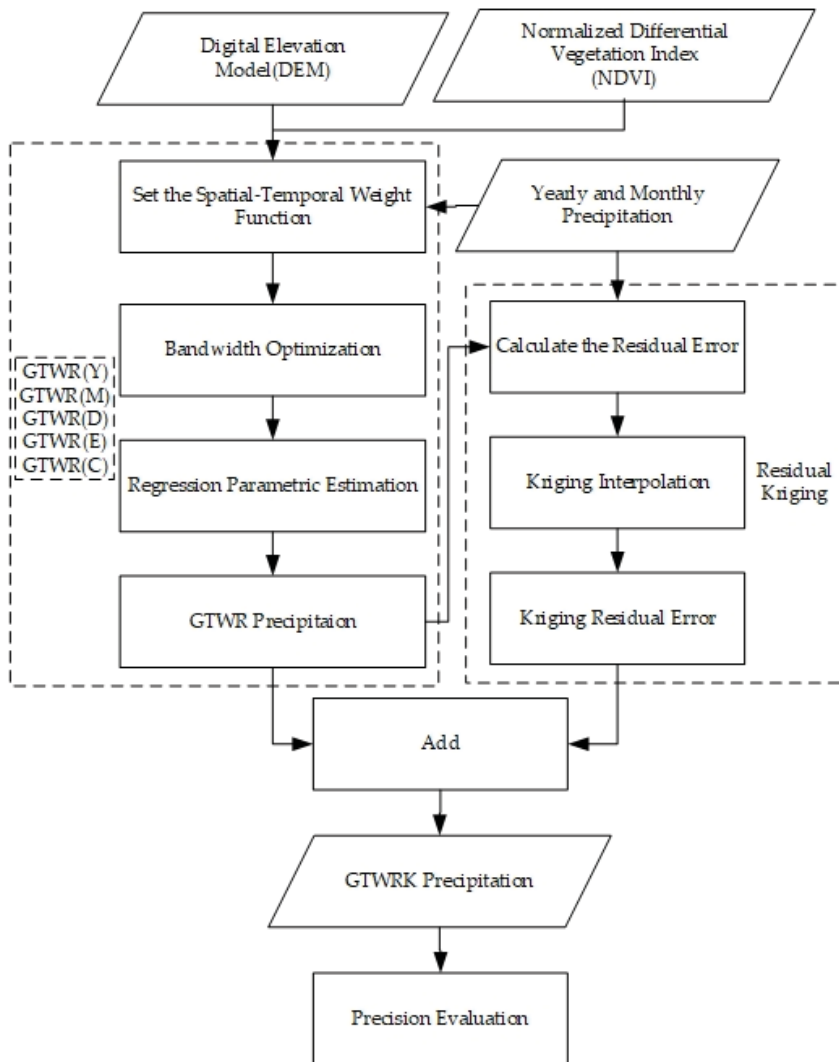 Digital Elevation
Model(DEM)
Normalized Differential
Vegetation Index
(NDVI)
Set the Spatial-Temporal Weight
Function
Yearly and Monthly
Precipitation
Bandwidth Optimization
Calculate the Residual Error
GTWR(Y)
GTWR(M)
GTWR(D)
GTWR(E)
GTWR(C)
Regression Parametric Estimation
Kriging Interpolation
Residual
Kriging
GTWR Precipitaion
Kriging Residual Error
Add
GTWRK Precipitation
Precision Evaluation